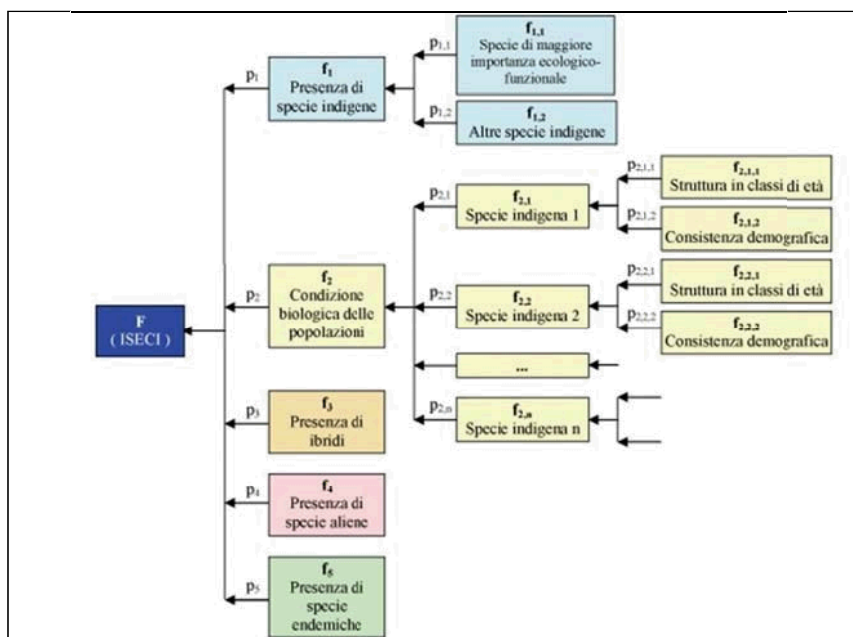 p1
f1
Presenza di
specie indigene
p1,1
f1,1
Specie di maggiore
importanza ecologico-
funzionale
p1,2
f1,2
Altre specie indigene
F
( ISECI )
p2
f2
Condizione
biologica delle
popolazioni
p2,1
f2,1
Specie indigena 1
p2,1,1
f2,1,1
Struttura in classi di età
p2,1,2
f2,1,2
Consistenza demografica
p2,2
f2,2
Specie indigena 2
p2,2,1
f2,2,1
Struttura in classi di età
p2,2,2
f2,2,2
Consistenza demografica
...
p2,n
f2,n
Specie indigena n
p3
f3
Presenza di
ibridi
p4
f4
Presenza di
specie aliene
p5
f5
Presenza di
specie
endemiche